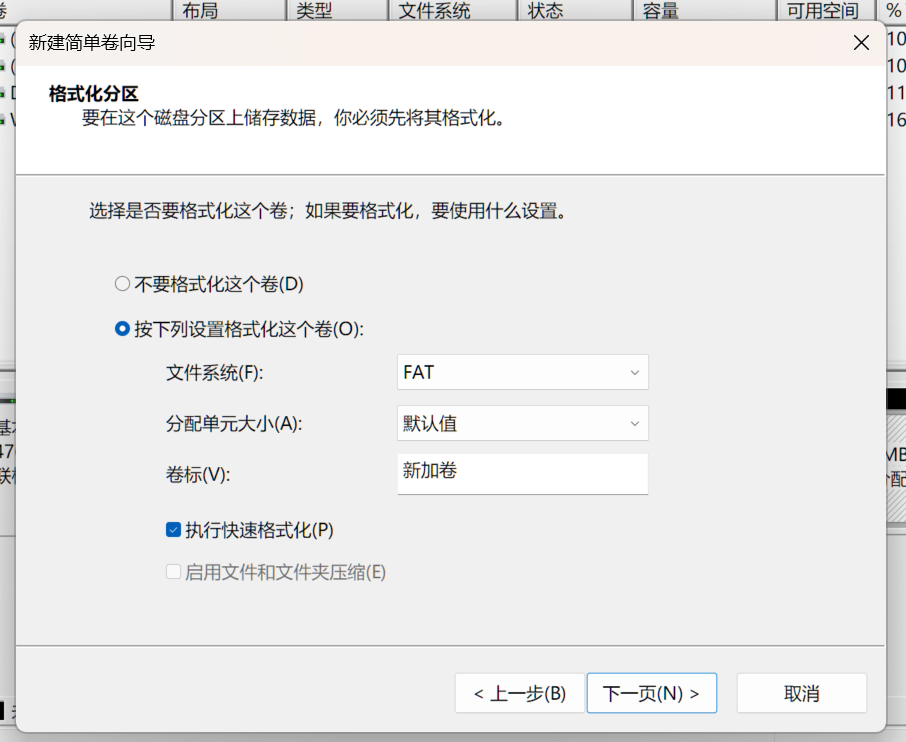 布局 类型 文件系统 状态 容量 可用空间 %
新建简单卷向导
格式化分区
要在这个磁盘分区上储存数据，你必须先将其格式化。
选择是否要格式化这个卷；如果要格式化，要使用什么设置。
不要格式化这个卷(D)
按下列设置格式化这个卷(O):
文件系统(F): FAT
分配单元大小(A): 默认值
卷标(V): 新加卷
执行快速格式化(P)
启用文件和文件夹压缩(E)
< 上一步(B) 下一页(N) > 取消